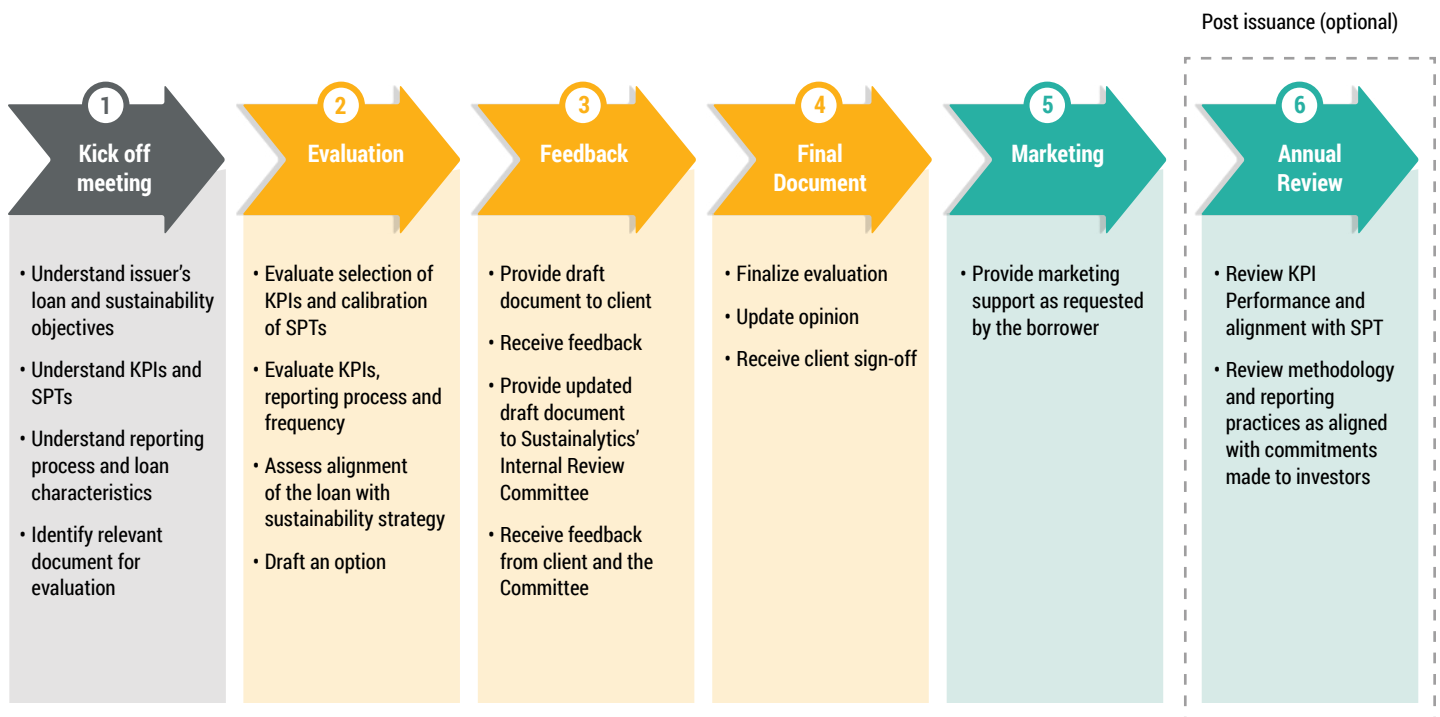 Post issuance (optional)
1
Kick off
meeting
• Understand issuer's
loan and sustainability
objectives
• Understand KPIs and
SPTs
• Understand reporting
process and loan
characteristics
• Identify relevant
document for
evaluation
2
Evaluation
• Evaluate selection of
KPIs and calibration
of SPTs
• Evaluate KPIs,
reporting process and
frequency
• Assess alignment
of the loan with
sustainability strategy
• Draft an option
3
Feedback
• Provide draft
document to client
• Receive feedback
• Provide updated
draft document
to Sustainalytics'
Internal Review
Committee
• Receive feedback
from client and the
Committee
4
Final
Document
• Finalize evaluation
• Update opinion
• Receive client sign-off
5
Marketing
• Provide marketing
support as requested
by the borrower
6
Annual
Review
• Review KPI
Performance and
alignment with SPT
• Review methodology
and reporting
practices as aligned
with commitments
made to investors